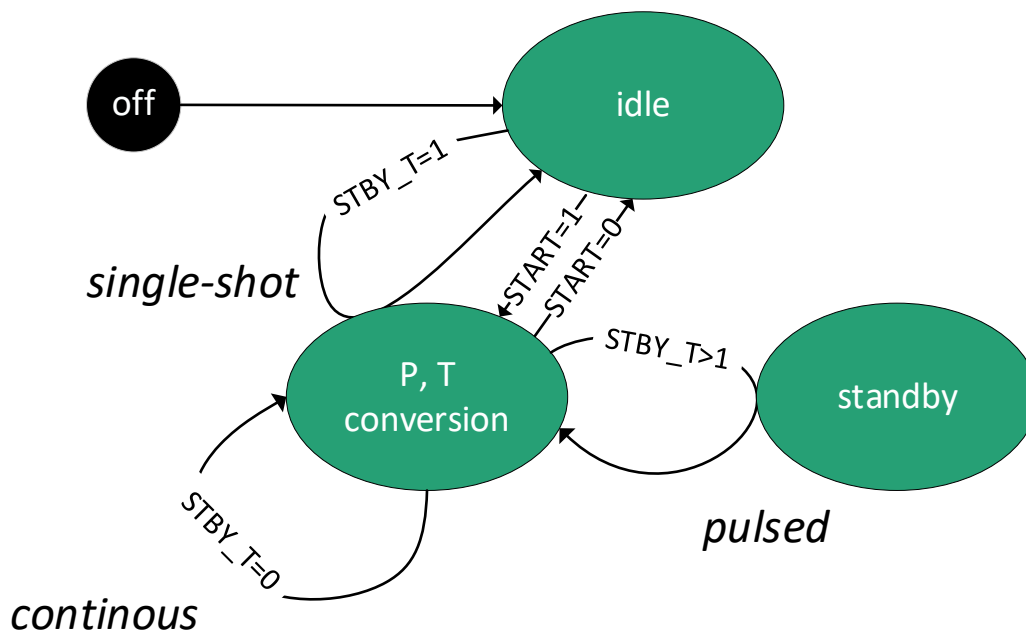 off
idle
STBY_T=1
START=1
START=0
single-shot
STBY_T>1
P, T
conversion
standby
STBY_T=0
pulsed
continous